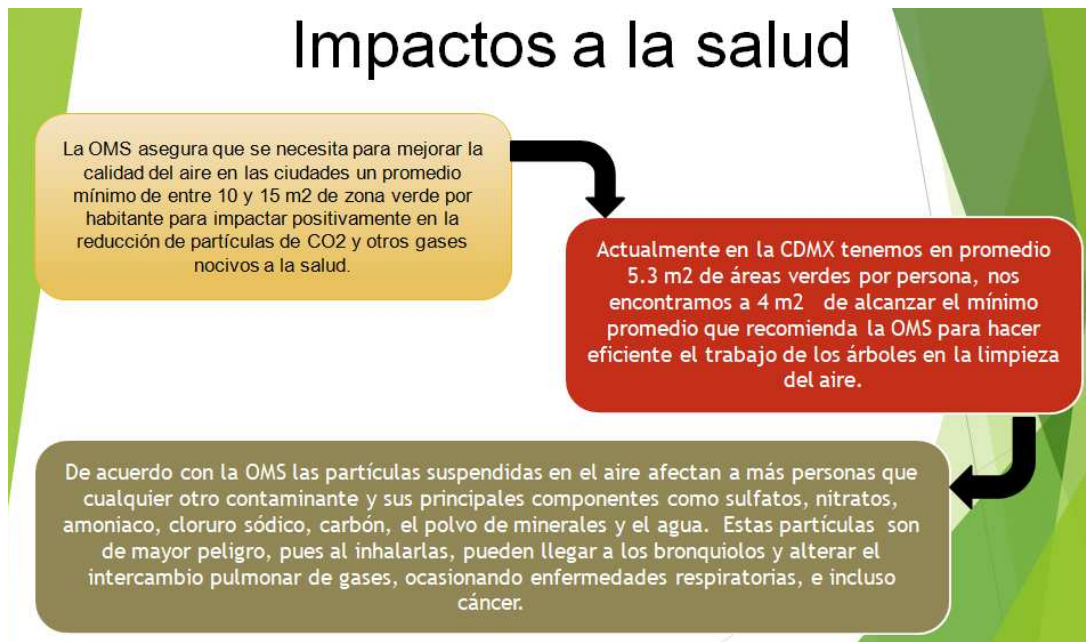 Impactos a la salud
La OMS asegura que se necesita para mejorar la
calidad del aire en las ciudades un promedio
mínimo de entre 10 y 15 m2 de zona verde por
habitante para impactar positivamente en la
reducción de partículas de CO2 y otros gases
nocivos a la salud.
Actualmente en la CDMX tenemos en promedio
5.3 m2 de áreas verdes por persona, nos
encontramos a 4 m2 de alcanzar el mínimo
promedio que recomienda la OMS para hacer
eficiente el trabajo de los árboles en la limpieza
del aire.
De acuerdo con la OMS las partículas suspendidas en el aire afectan a más personas que
cualquier otro contaminante y sus principales componentes como sulfatos, nitratos,
amoniaco, cloruro sódico, carbón, el polvo de minerales y el agua. Estas partículas son
de mayor peligro, pues al inhalarlas, pueden llegar a los bronquiolos y alterar el
intercambio pulmonar de gases, ocasionando enfermedades respiratorias, e incluso
cáncer.